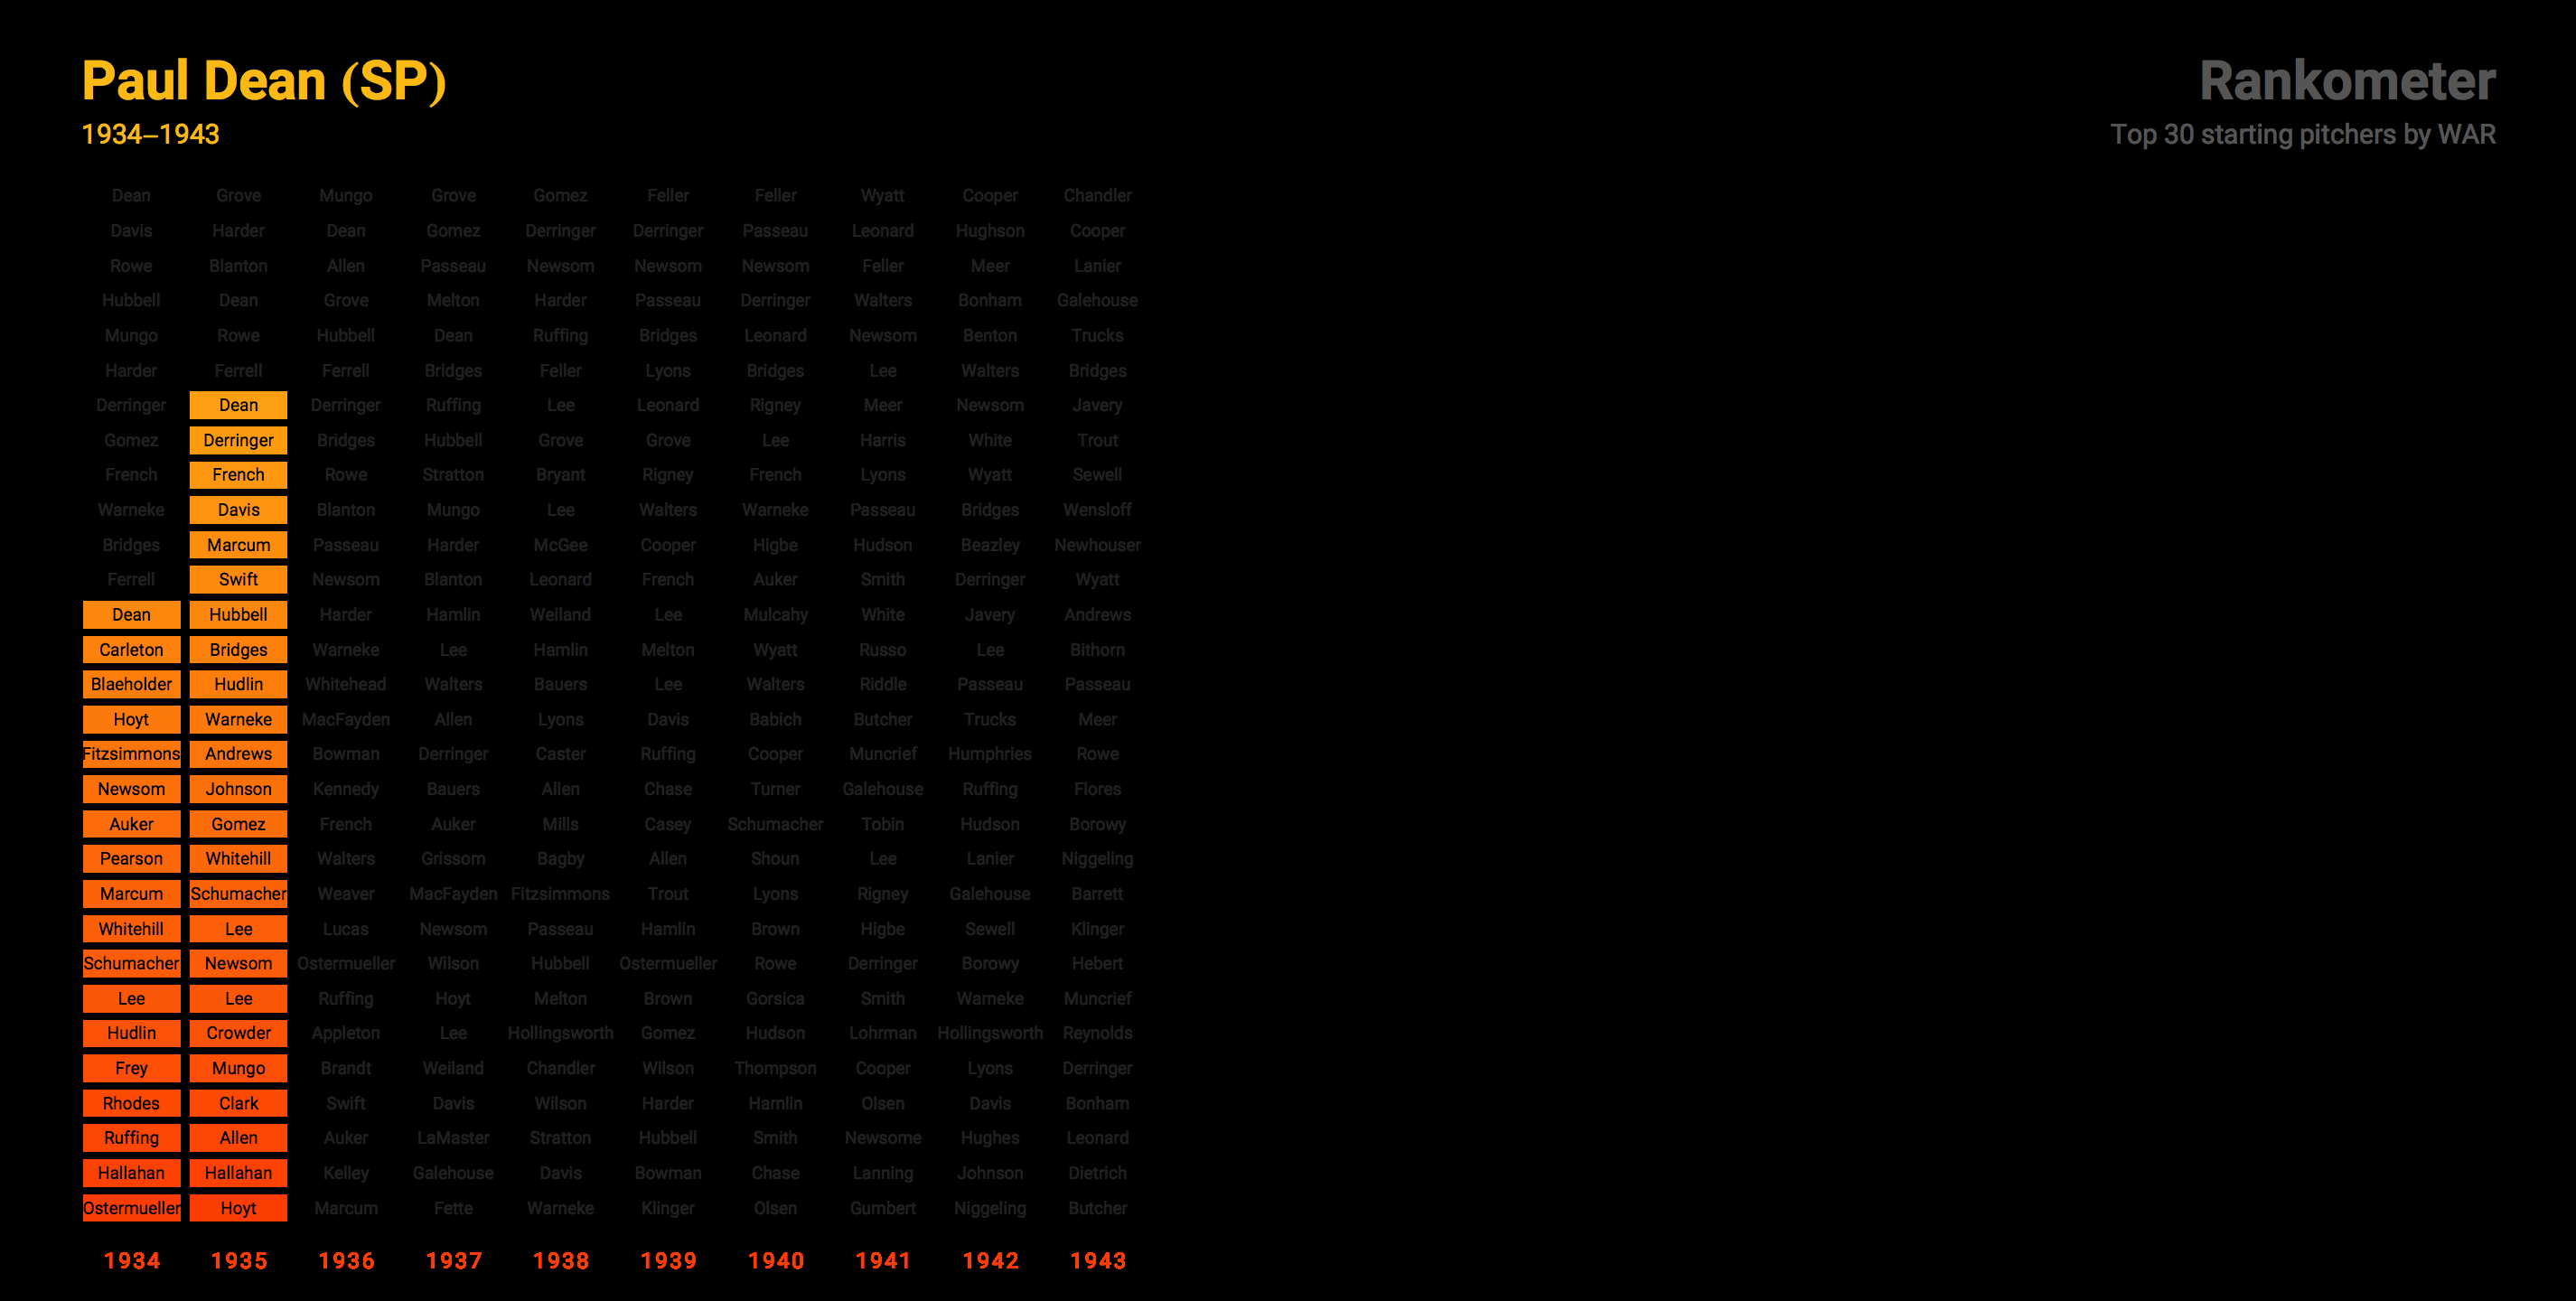 Paul Dean (SP)
1934–1943
Rankometer
Top 30 starting pitchers by WAR
Dean Grove Mungo Grove Gomez Feller Feller Wyatt Cooper Chandler
Davis Harder Dean Gomez Derringer Derringer Passeau Leonard Hughson Cooper
Rowe Blanton Allen Passeau Newsom Newsom Newsom Feller Meer Lanier
Hubbell Dean Grove Melton Harder Passeau Derringer Walters Bonham Galehouse
Mungo Rowe Hubbell Dean Ruffing Bridges Leonard Newsom Benton Trucks
Harder Ferrell Ferrell Bridges Feller Lyons Bridges Lee Walters Bridges
Derringer Dean Derringer Ruffing Lee Leonard Rigney Meer Newsom Javery
Gomez Derringer Bridges Hubbell Grove Grove Lee Harris White Trout
French French Rowe Stratton Bryant Rigney French Lyons Wyatt Sewell
Warneke Davis Blanton Mungo Lee Walters Warneke Passeau Bridges Wensloff
Bridges Marcum Passeau Harder McGee Cooper Higbe Hudson Beazley Newhouser
Ferrell Swift Newsom Blanton Leonard French Auker Smith Derringer Wyatt
Dean Hubbell Harder Hamlin Weiland Lee Mulcahy White Javery Andrews
Carleton Bridges Warneke Lee Hamlin Melton Wyatt Russo Lee Bithorn
Blaeholder Hudlin Whitehead Walters Bauers Lee Walters Riddle Passeau Passeau
Hoyt Warneke MacFayden Allen Lyons Davis Babich Butcher Trucks Meer
Fitzsimmons Andrews Bowman Derringer Caster Ruffing Cooper Muncrief Humphries Rowe
Newsom Johnson Kennedy Bauers Allen Chase Turner Galehouse Ruffing Flores
Auker Gomez French Auker Mills Casey Schumacher Tobin Hudson Borowy
Pearson Whitehill Walters Grissom Bagby Allen Shoun Lee Lanier Niggeling
Marcum Schumacher Weaver MacFayden Fitzsimmons Trout Lyons Rigney Galehouse Barrett
Whitehill Lee Lucas Newsom Passeau Hamlin Brown Higbe Sewell Klinger
Schumacher Newsom Ostermueller Wilson Hubbell Ostermueller Rowe Derringer Borowy Hebert
Lee Lee Ruffing Hoyt Melton Brown Gorsica Smith Warneke Muncrief
Hudlin Crowder Appleton Lee Hollingsworth Gomez Hudson Lohrman Hollingsworth Reynolds
Frey Mungo Brandt Weiland Chandler Wilson Thompson Cooper Lyons Derringer
Rhodes Clark Swift Davis Wilson Harder Hamlin Olsen Davis Bonham
Ruffing Allen Auker LaMaster Stratton Hubbell Smith Newsome Hughes Leonard
Hallahan Hallahan Kelley Galehouse Davis Bowman Chase Lanning Johnson Dietrich
Ostermueller Hoyt Marcum Fette Warneke Klinger Olsen Gumbert Niggeling Butcher
1934 1935 1936 1937 1938 1939 1940 1941 1942 1943